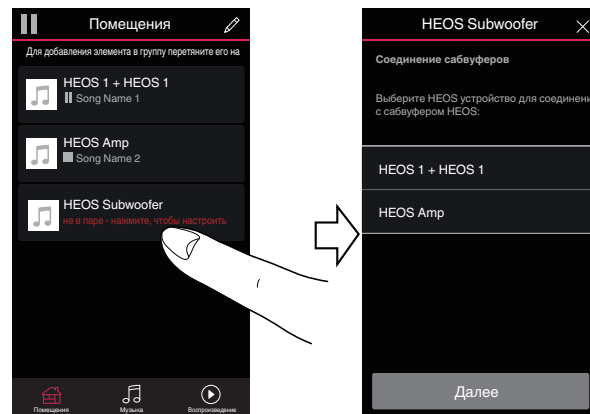 Помещения
Для добавления элемента в группу перетяните его на
HEOS 1 + HEOS 1
Song Name 1
HEOS Amp
Song Name 2
HEOS Subwoofer
не в паре - нажмите, чтобы настроить
Помещения
Музыка
Воспроизведение
HEOS Subwoofer
Соединение сабвуферов
Выберите HEOS устройство для соединени
с сабвуфером HEOS:
HEOS 1 + HEOS 1
HEOS Amp
Далее